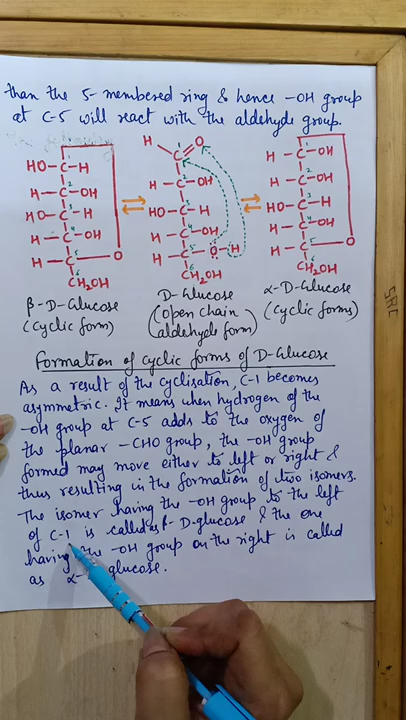 than the 5-membered ring & hence -OH group
at C-5 will react with the aldehyde group.
HO-C-H
H-C-OH
HO-C-H
H-C-OH
H-C-O
CH2OH
β-D-Glucose
(cyclic form)
H O
C
H-C-OH
HO-C-H
H-C-OH
H-C-O-H
CH2OH
D-Glucose
(open chain
aldehyde form)
H-C-OH
H-C-OH
HO-C-H
H-C-OH
H-C-O
CH2OH
α-D-Glucose
(cyclic forms)
Formation of cyclic forms of D-Glucose
As a result of the cyclisation, C-1 becomes
asymmetric. It means when hydrogen of the
-OH group at C-5 adds to the oxygen of
the planar -CHO group, the -OH group
formed may move either to left or right &
thus resulting in the formation of two isomers.
The isomer having the -OH group to the left
of C-1 is called as β-D-glucose & the one
having the -OH group on the right is called
as α- glucose.